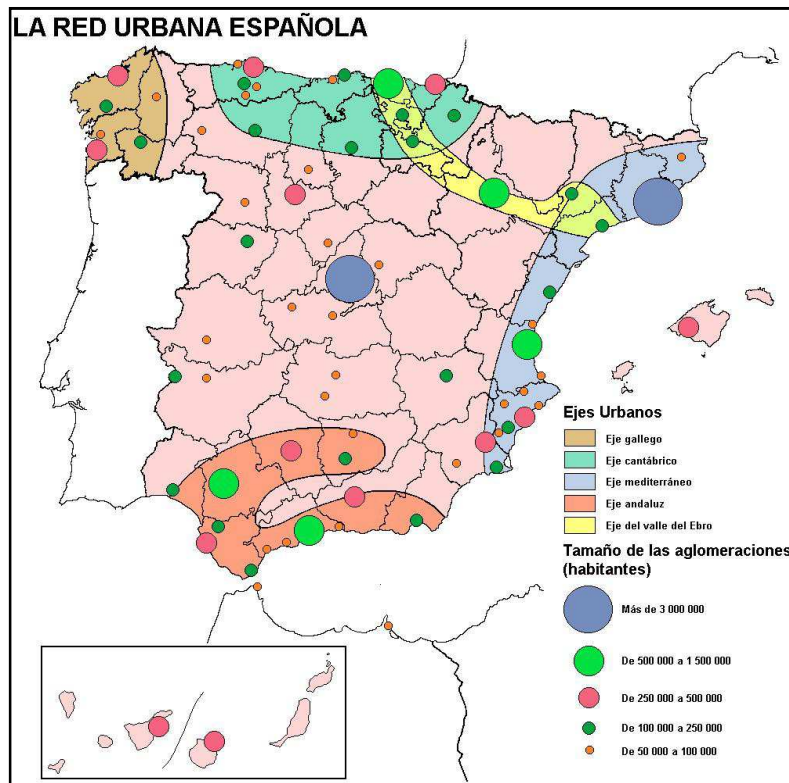 LA RED URBANA ESPAÑOLA
Ejes Urbanos
Eje gallego
Eje cantábrico
Eje mediterráneo
Eje andaluz
Eje del valle del Ebro
Tamaño de las aglomeraciones
(habitantes)
Más de 3 000 000
De 500 000 a 1 500 000
De 250 000 a 500 000
De 100 000 a 250 000
De 50 000 a 100 000